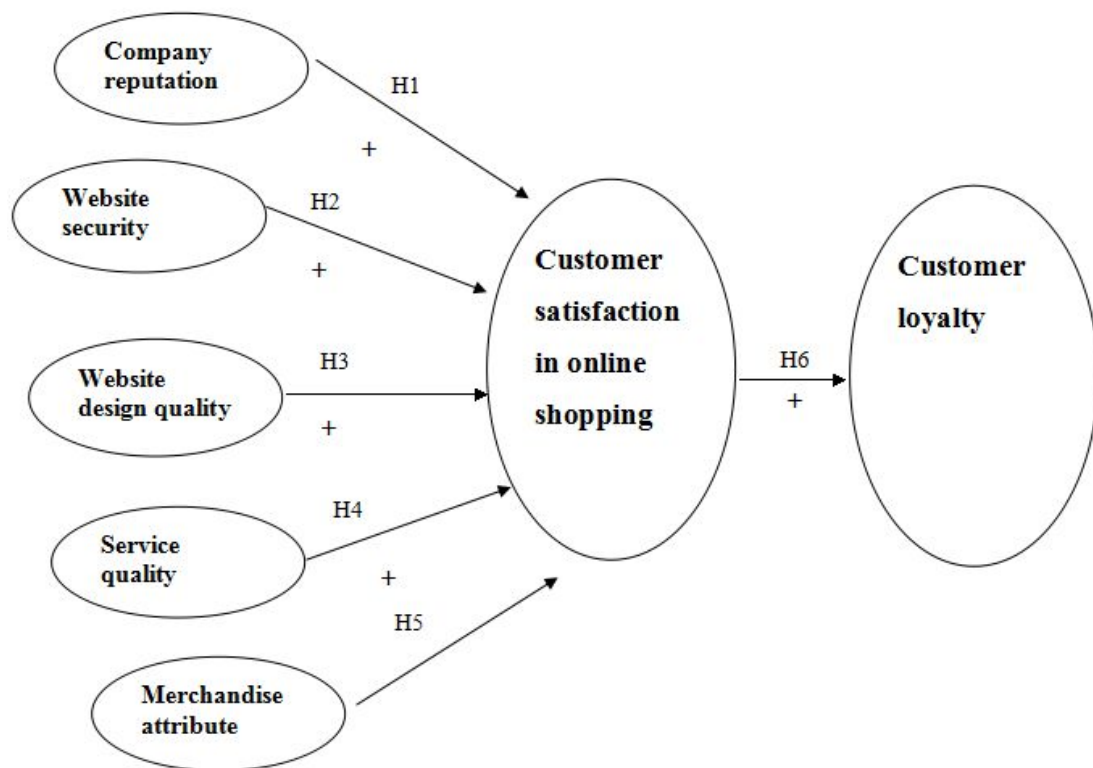 Company
reputation
H1
+
Website
security
H2
+
Customer
satisfaction
in online
shopping
Customer
loyalty
Website
design quality
H3
+
H6
+
Service
quality
H4
+
H5
Merchandise
attribute